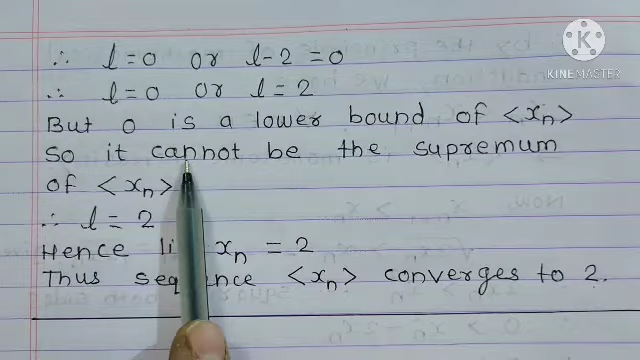 ∴ l=0 or l-2=0
∴ l=0 or l=2
But 0 is a lower bound of <xn>
So it cannot be the supremum
of <xn>
∴ l = 2
Hence xn = 2
Thus sequence <xn> converges to 2.
KINEMASTER